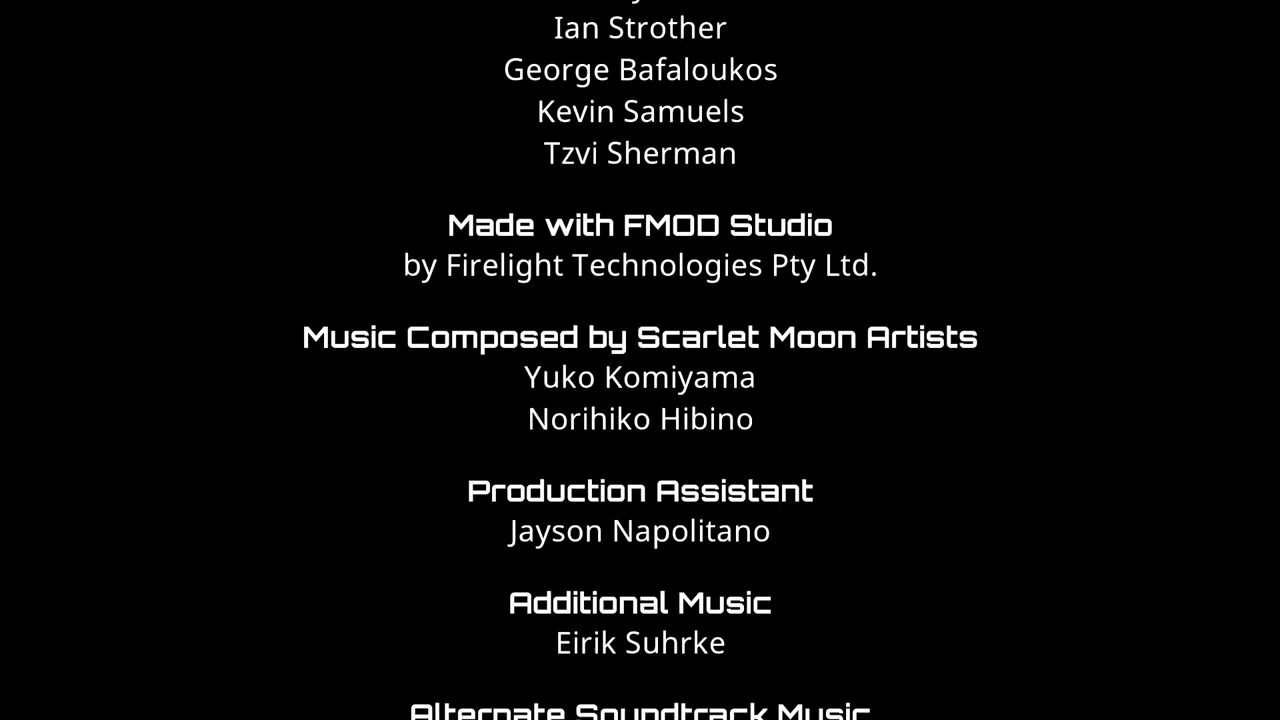 Ian Strother
George Bafaloukos
Kevin Samuels
Tzvi Sherman
Made with FMOD Studio
by Firelight Technologies Pty Ltd.
Music Composed by Scarlet Moon Artists
Yuko Komiyama
Norihiko Hibino
Production Assistant
Jayson Napolitano
Additional Music
Eirik Suhrke
Alternate Soundtrack Music